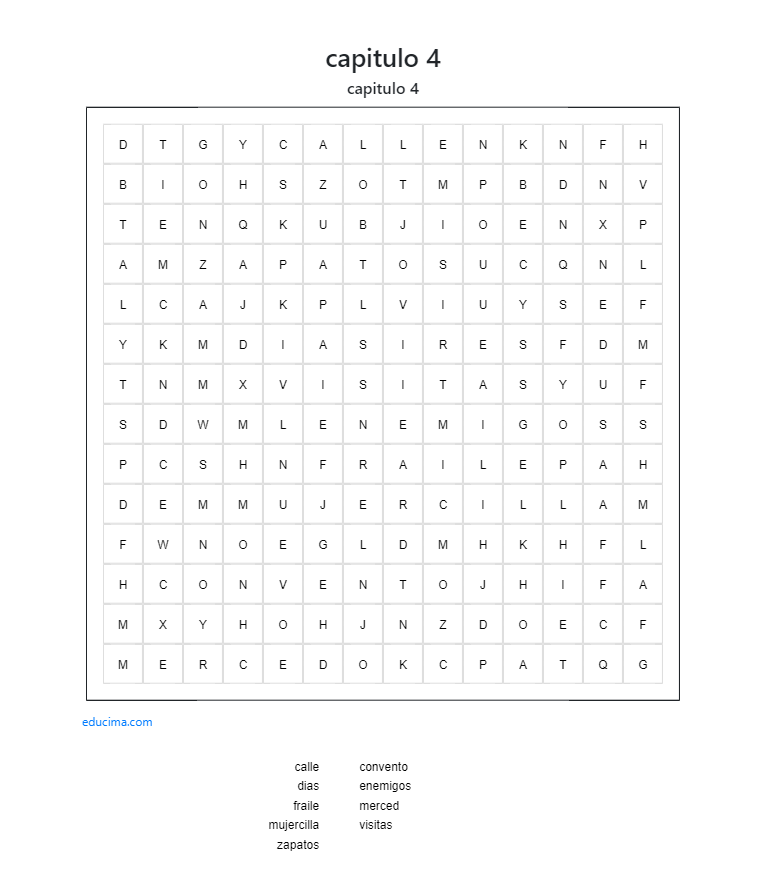 capitulo 4
capitulo 4
D T G Y C A L L E N K N F H
B I O H S Z O T M P B D N V
T E N Q K U B J I O E N X P
A M Z A P A T O S U C Q N L
L C A J K P L V I U Y S E F
Y K M D I A S I R E S F D M
T N M X V I S I T A S Y U F
S D W M L E N E M I G O S S
P C S H N F R A I L E P A H
D E M M U J E R C I L L A M
F W N O E G L D M H K H F L
H C O N V E N T O J H I F A
M X Y H O H J N Z D O E C F
M E R C E D O K C P A T Q G
educima.com
calle convento
dias enemigos
fraile merced
mujercilla visitas
zapatos